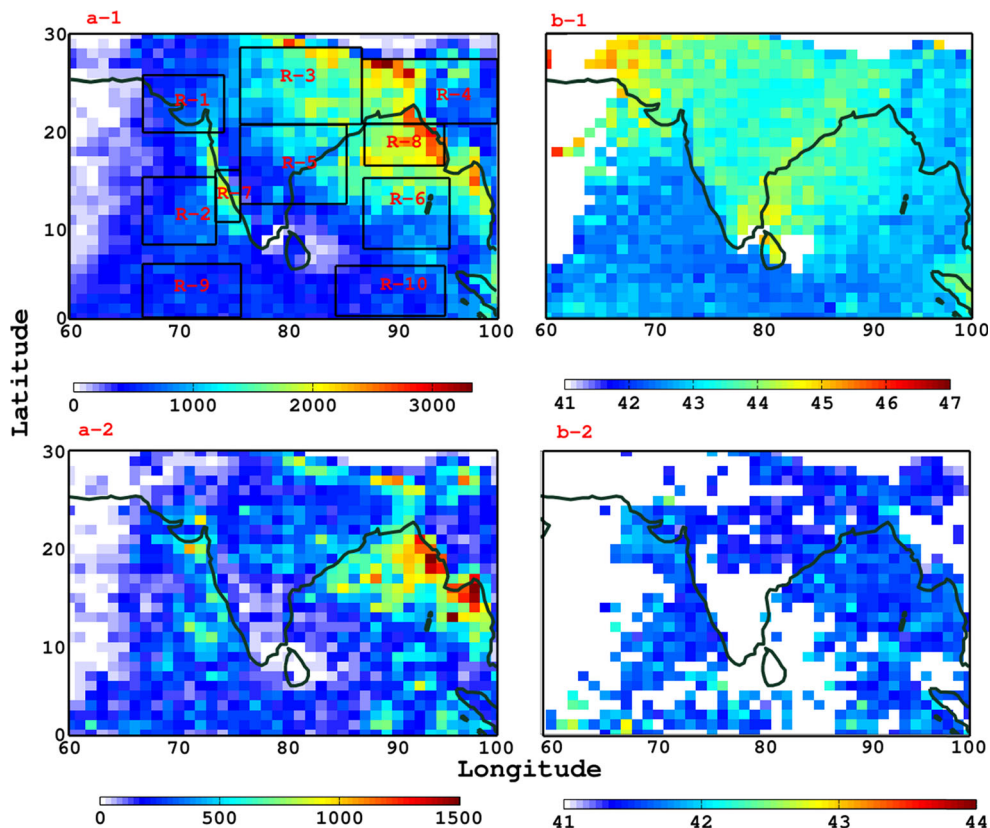 a-1
b-1
30
20
10
0
R-1
R-2
R-3
R-4
R-5
R-6
R-7
R-8
R-9
R-10
60 70 80 90 100
60 70 80 90 100
0 1000 2000 3000
41 42 43 44 45 46 47
Latitude
a-2
b-2
30
20
10
0
60 70 80 90 100
70 80 90 100
60
Longitude
0 500 1000 1500
41 42 43 44